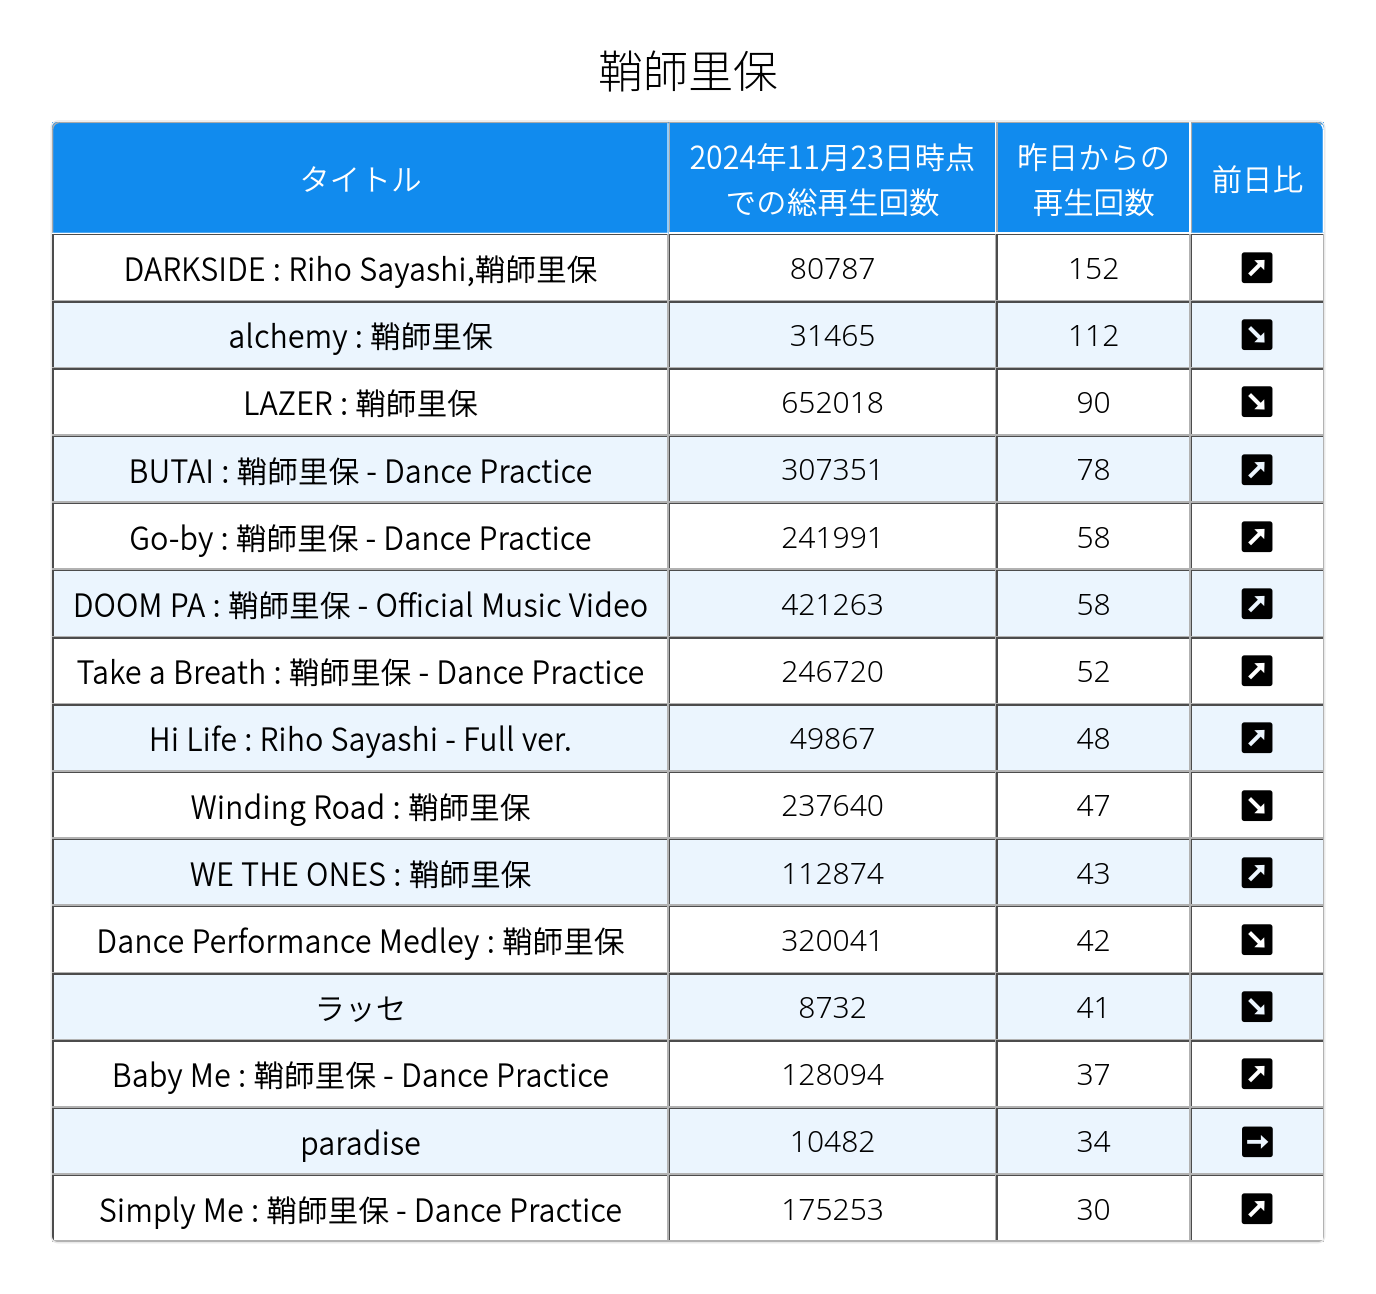 鞘師里保
タイトル 2024年11月23日時点での総再生回数 昨日からの再生回数 前日比
DARKSIDE : Riho Sayashi,鞘師里保 80787 152 ↗
alchemy : 鞘師里保 31465 112 ↘
LAZER : 鞘師里保 652018 90 ↘
BUTAI : 鞘師里保 - Dance Practice 307351 78 ↗
Go-by : 鞘師里保 - Dance Practice 241991 58 ↗
DOOM PA : 鞘師里保 - Official Music Video 421263 58 ↗
Take a Breath : 鞘師里保 - Dance Practice 246720 52 ↗
Hi Life : Riho Sayashi - Full ver. 49867 48 ↗
Winding Road : 鞘師里保 237640 47 ↘
WE THE ONES : 鞘師里保 112874 43 ↗
Dance Performance Medley : 鞘師里保 320041 42 ↘
ラッセ 8732 41 ↘
Baby Me : 鞘師里保 - Dance Practice 128094 37 ↗
paradise 10482 34 →
Simply Me : 鞘師里保 - Dance Practice 175253 30 ↗